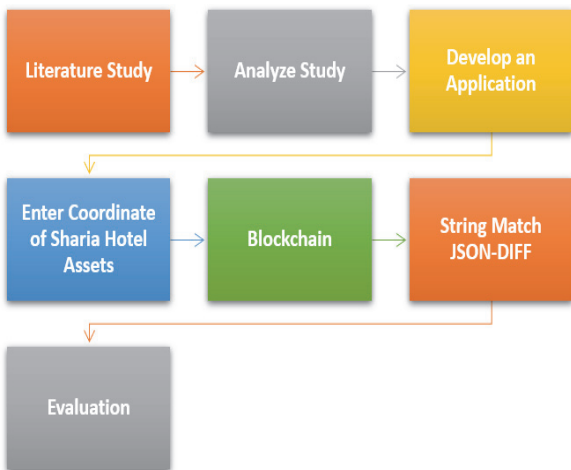 Literature Study
Analyze Study
Develop an
Application
Enter Coordinate
of Sharia Hotel
Assets
Blockchain
String Match
JSON-DIFF
Evaluation